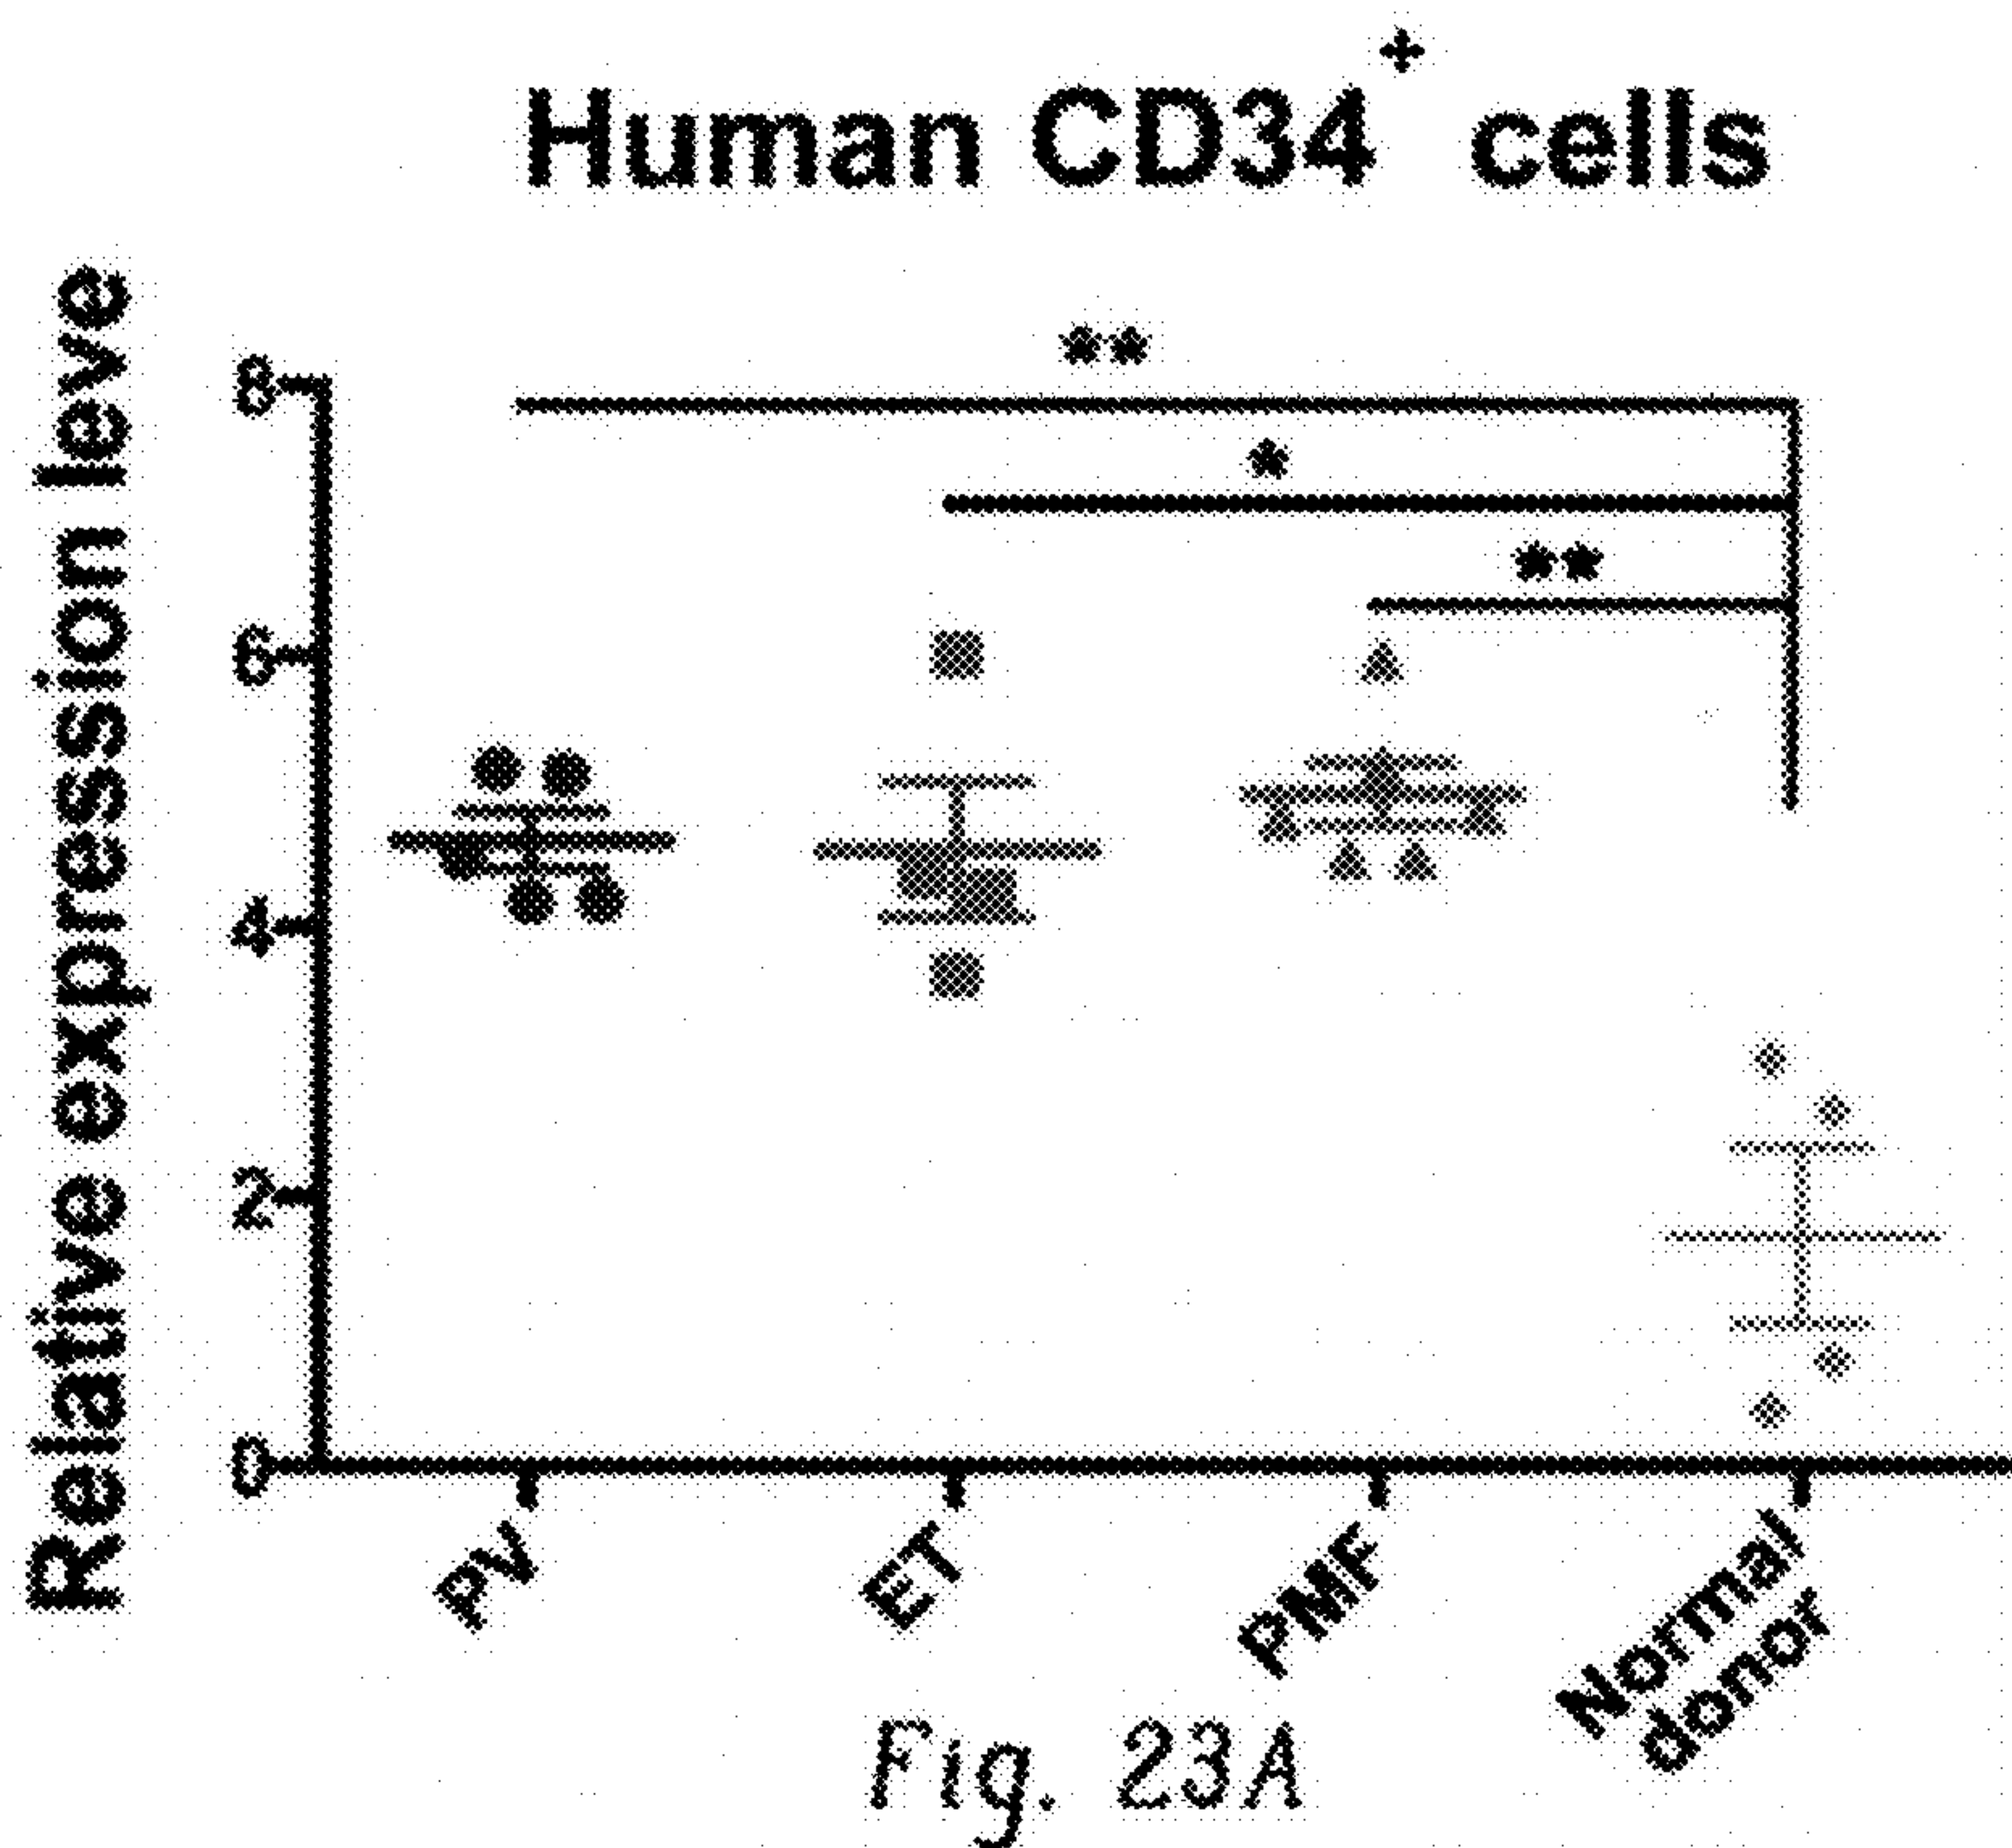 Human CD34+ cells
Relative expression leve
**
*
**
8
6
4
2
0
PV
ET
PMF
Normal
donor
Fig. 23A